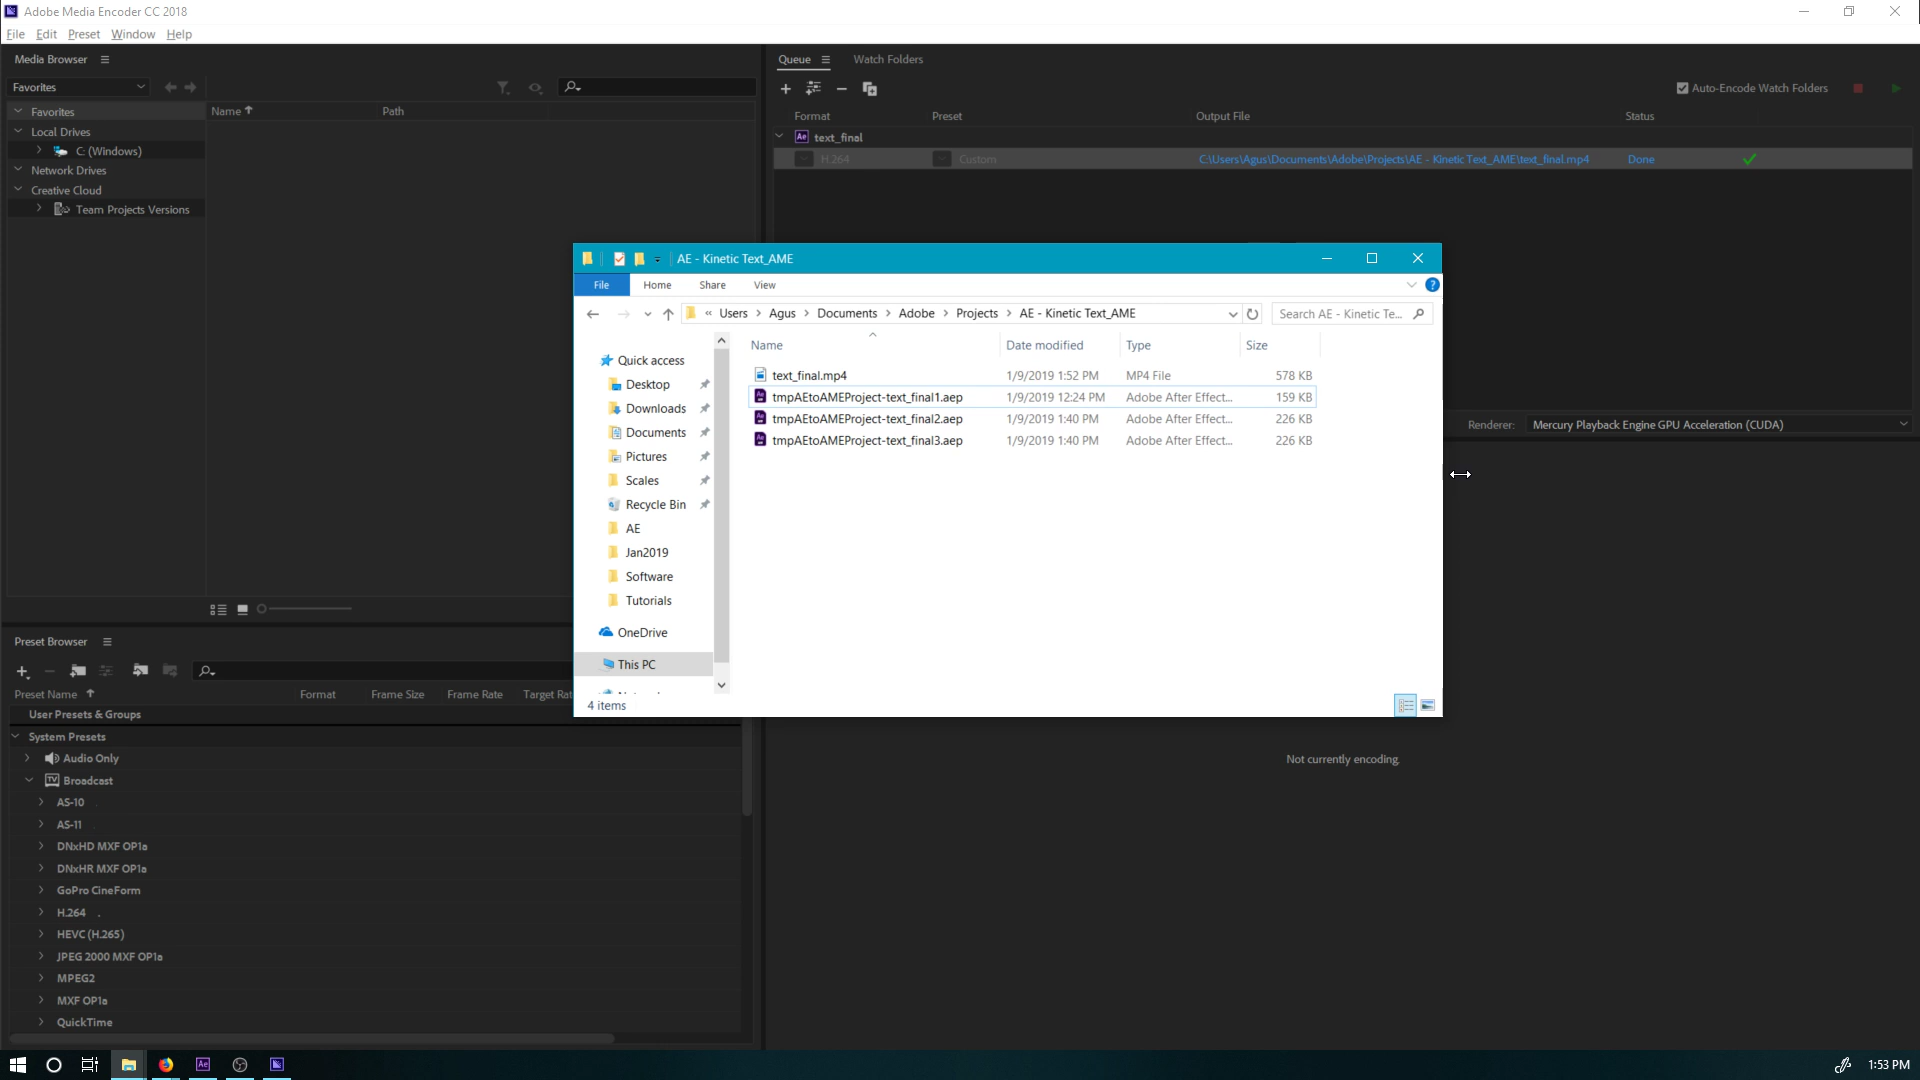 Adobe Media Encoder CC 2018
File Edit Preset Window Help
Media Browser
Favorites
Name Path
Favorites
Local Drives
C: (Windows)
Network Drives
Creative Cloud
Team Projects Versions
Queue Watch Folders
Auto-Encode Watch Folders
Format Preset Output File Status
Ae text_final
H.264 Custom C:\Users\Agus\Documents\Adobe\Projects\AE - Kinetic Text_AME\text_final.mp4 Done
AE - Kinetic Text_AME
File Home Share View
« Users > Agus > Documents > Adobe > Projects > AE - Kinetic Text_AME
Search AE - Kinetic Te...
Quick access
Desktop
Downloads
Documents
Pictures
Scales
Recycle Bin
AE
Jan2019
Software
Tutorials
OneDrive
This PC
Name Date modified Type Size
text_final.mp4 1/9/2019 1:52 PM MP4 File 578 KB
tmpAEtoAMEProject-text_final1.aep 1/9/2019 12:24 PM Adobe After Effect... 159 KB
tmpAEtoAMEProject-text_final2.aep 1/9/2019 1:40 PM Adobe After Effect... 226 KB
tmpAEtoAMEProject-text_final3.aep 1/9/2019 1:40 PM Adobe After Effect... 226 KB
4 items
Renderer: Mercury Playback Engine GPU Acceleration (CUDA)
Not currently encoding.
Preset Browser
Preset Name Format Frame Size Frame Rate Target Rat
User Presets & Groups
System Presets
Audio Only
TV Broadcast
AS-10
AS-11
DNxHD MXF OP1a
DNxHR MXF OP1a
GoPro CineForm
H.264
HEVC (H.265)
JPEG 2000 MXF OP1a
MPEG2
MXF OP1a
QuickTime
Ae
1:53 PM